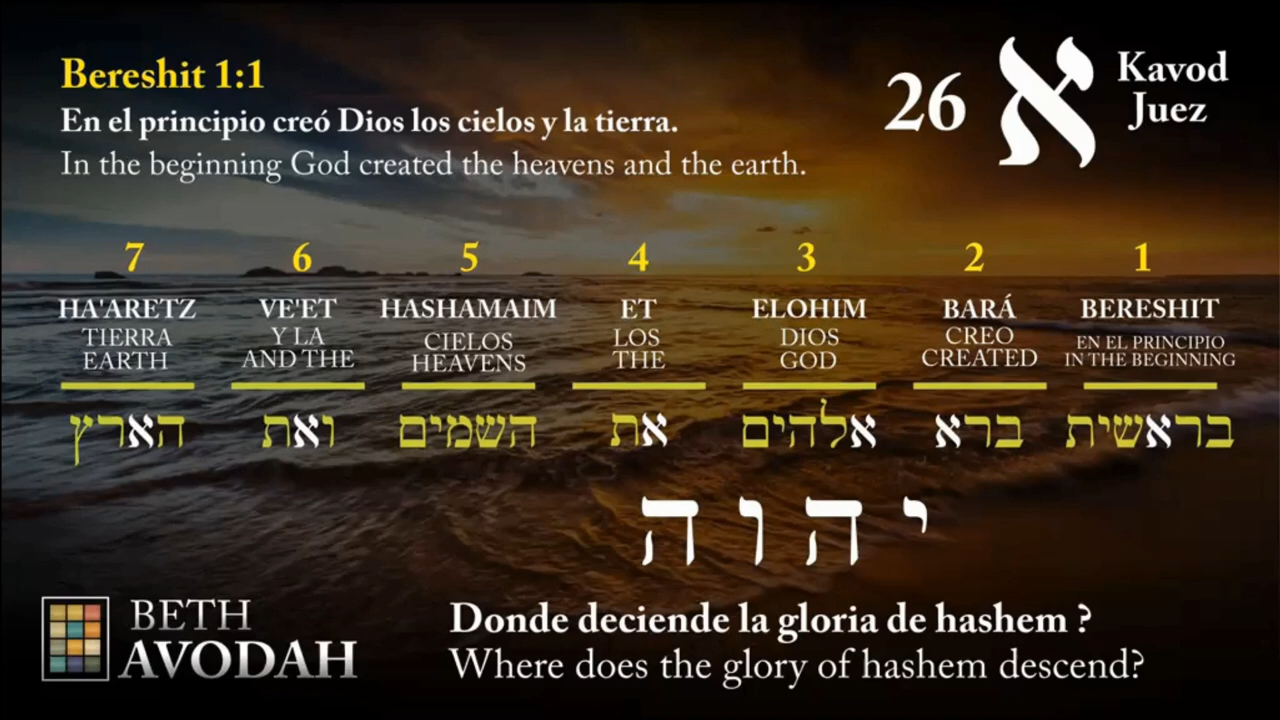 Bereshit 1:1
En el principio creó Dios los cielos y la tierra.
In the beginning God created the heavens and the earth.
26 א Kavod
Juez
7 6 5 4 3 2 1
HA'ARETZ VE'ET HASHAMAIM ET ELOHIM BARÁ BERESHIT
TIERRA Y LA CIELOS LOS DIOS CREO EN EL PRINCIPIO
EARTH AND THE HEAVENS THE GOD CREATED IN THE BEGINNING
בראשית ברא אלהים את השמים ואת הארץ
י ה ו ה
BETH
AVODAH
Donde deciende la gloria de hashem ?
Where does the glory of hashem descend?